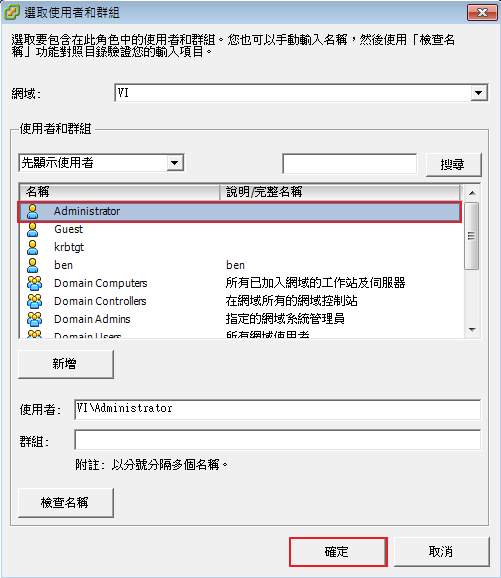 選取使用者和群組
選取要包含在此角色中的使用者和群組。您也可以手動輸入名稱，然後使用「檢查名
稱」功能對照目錄驗證您的輸入項目。
網域: VI
使用者和群組
先顯示使用者 搜尋
名稱 說明/完整名稱
Administrator
Guest
krbtgt
ben ben
Domain Computers 所有已加入網域的工作站及伺服器
Domain Controllers 在網域所有的網域控制站
Domain Admins 指定的網域系統管理員
Domain Users 所有網域使用者
新增
使用者: VI\Administrator
群組:
附註: 以分號分隔多個名稱。
檢查名稱
確定 取消